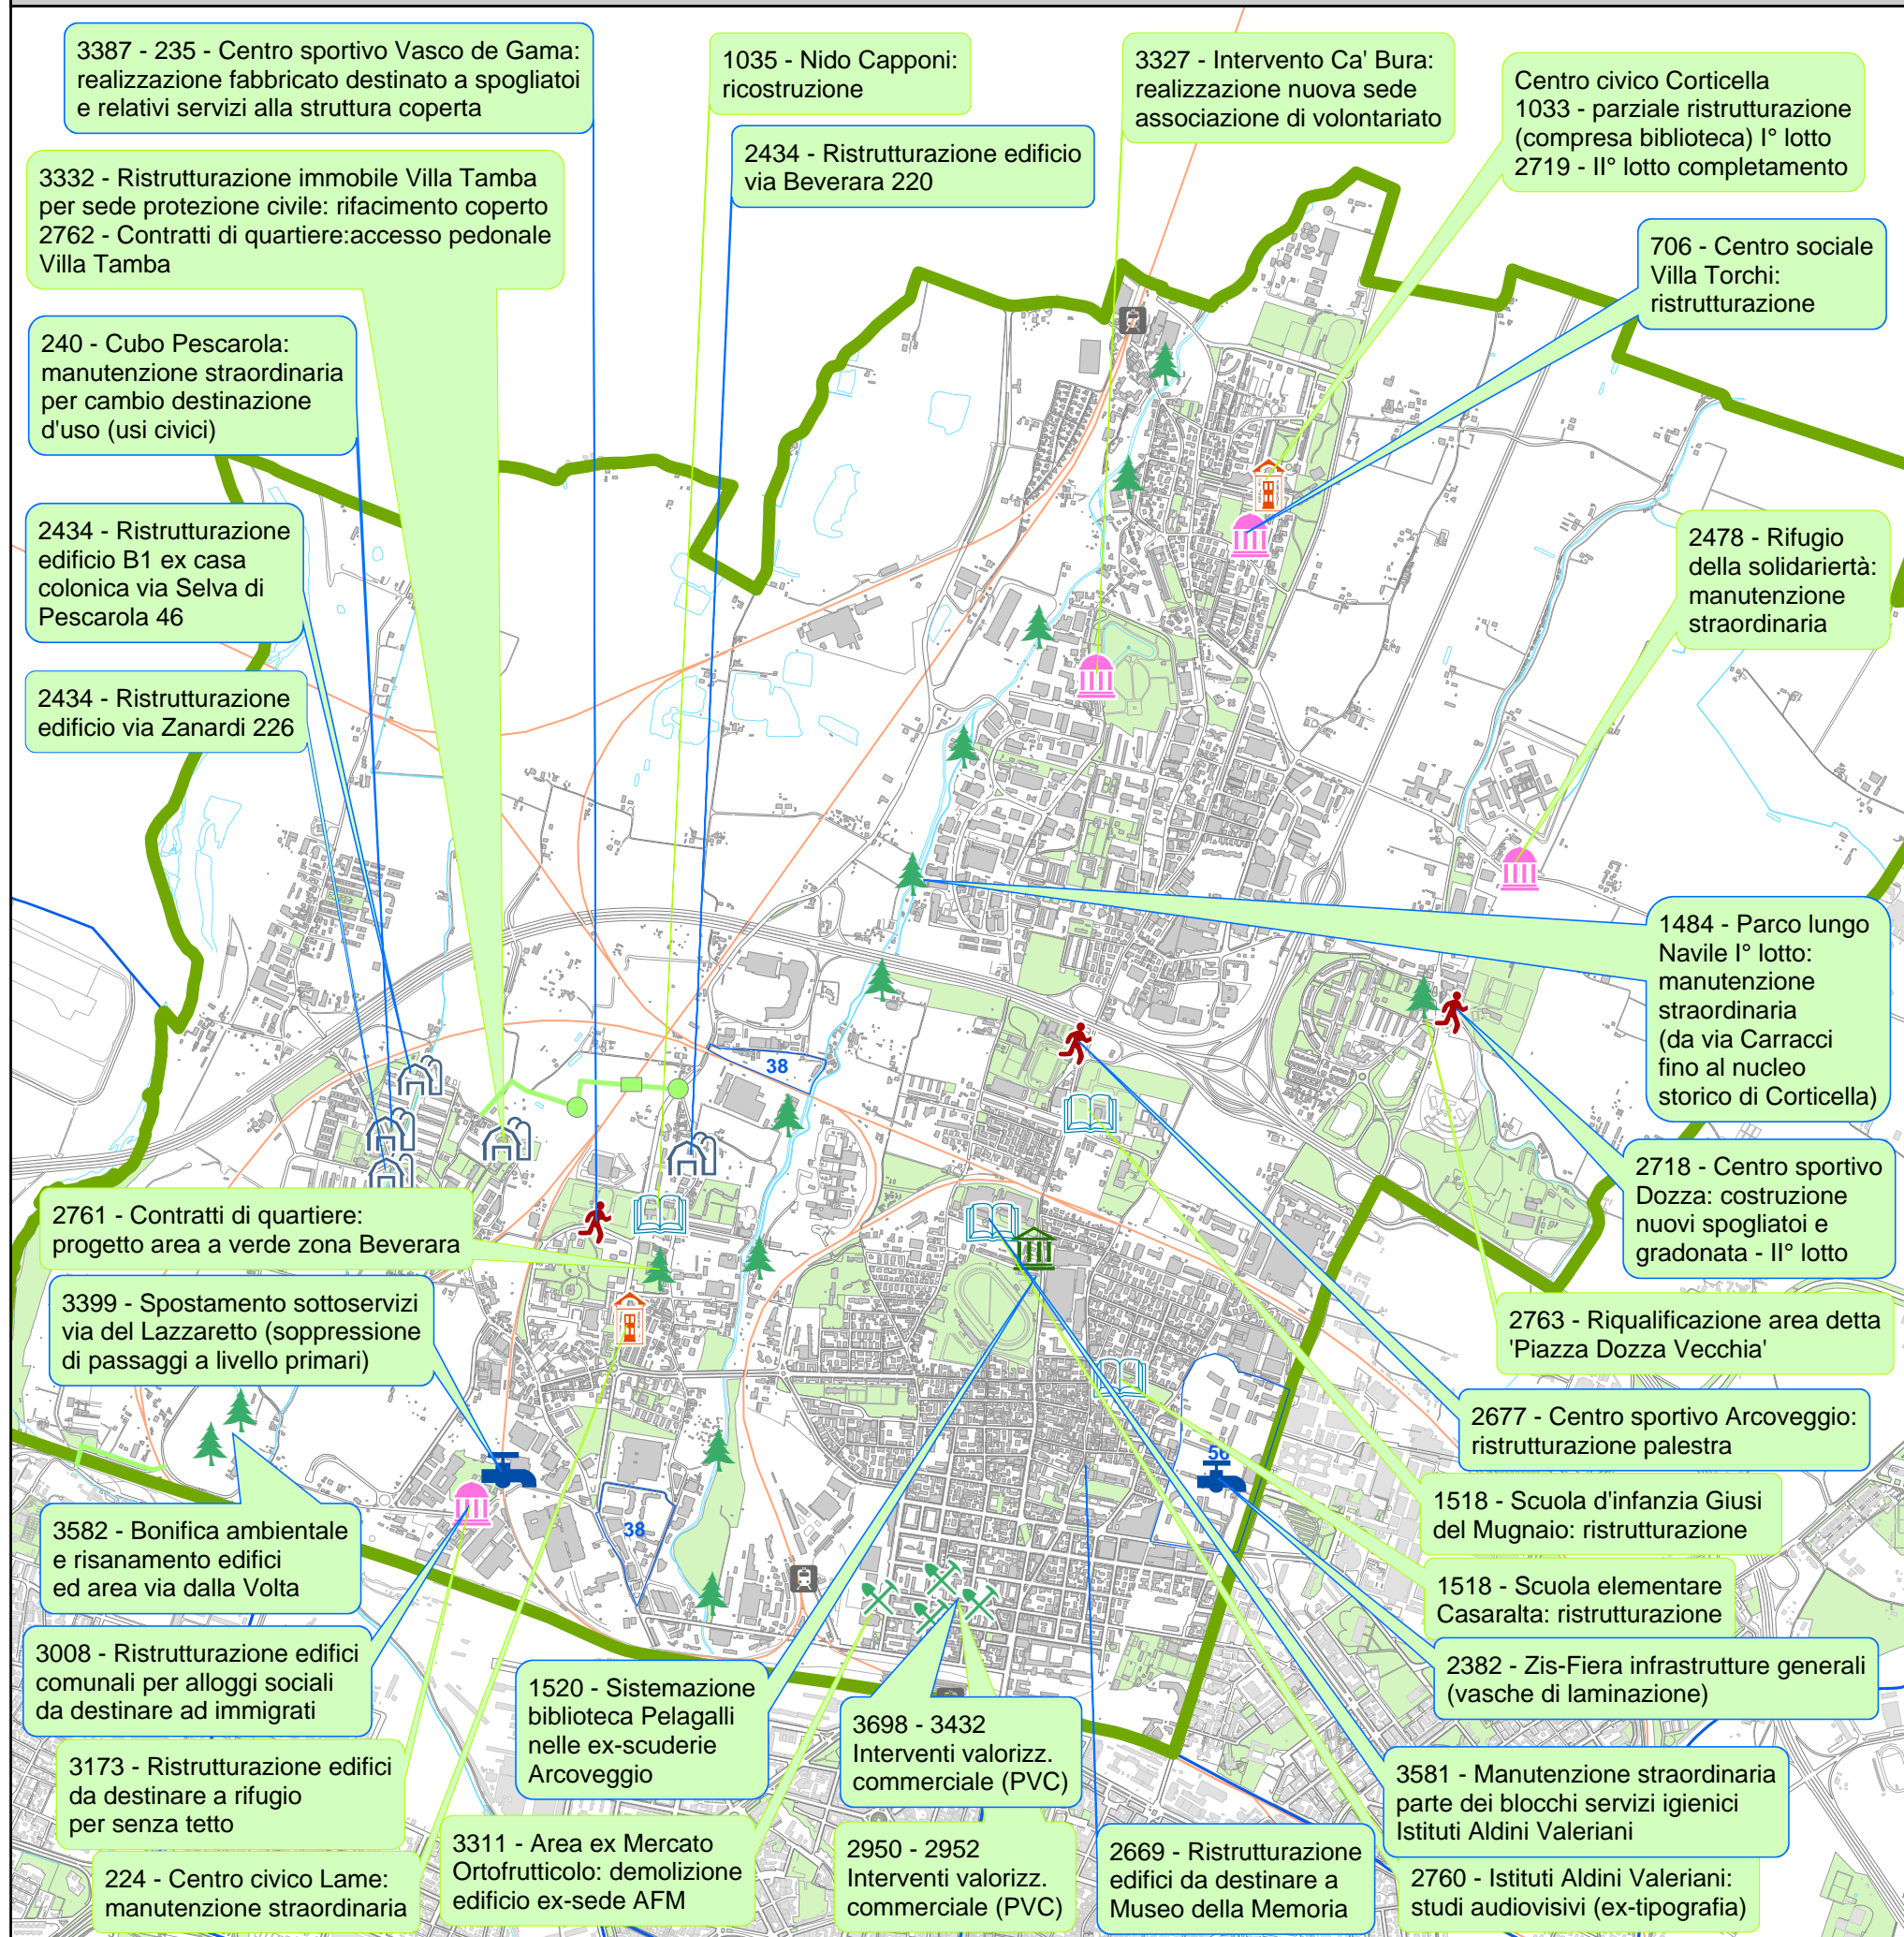 3387 - 235 - Centro sportivo Vasco de Gama:
realizzazione fabbricato destinato a spogliatoi
e relativi servizi alla struttura coperta
1035 - Nido Capponi:
ricostruzione
3327 - Intervento Ca' Bura:
realizzazione nuova sede
associazione di volontariato
Centro civico Corticella
1033 - parziale ristrutturazione
(compresa biblioteca) I° lotto
2719 - II° lotto completamento
2434 - Ristrutturazione edificio
via Beverara 220
3332 - Ristrutturazione immobile Villa Tamba
per sede protezione civile: rifacimento coperto
2762 - Contratti di quartiere:accesso pedonale
Villa Tamba
706 - Centro sociale
Villa Torchi:
ristrutturazione
240 - Cubo Pescarola:
manutenzione straordinaria
per cambio destinazione
d'uso (usi civici)
2434 - Ristrutturazione
edificio B1 ex casa
colonica via Selva di
Pescarola 46
2478 - Rifugio
della solidariertà:
manutenzione
straordinaria
2434 - Ristrutturazione
edificio via Zanardi 226
1484 - Parco lungo
Navile I° lotto:
manutenzione
straordinaria
(da via Carracci
fino al nucleo
storico di Corticella)
38
2718 - Centro sportivo
Dozza: costruzione
nuovi spogliatoi e
gradonata - II° lotto
2761 - Contratti di quartiere:
progetto area a verde zona Beverara
3399 - Spostamento sottoservizi
via del Lazzaretto (soppressione
di passaggi a livello primari)
2763 - Riqualificazione area detta
'Piazza Dozza Vecchia'
2677 - Centro sportivo Arcoveggio:
ristrutturazione palestra
56
38
1518 - Scuola d'infanzia Giusi
del Mugnaio: ristrutturazione
3582 - Bonifica ambientale
e risanamento edifici
ed area via dalla Volta
1518 - Scuola elementare
Casaralta: ristrutturazione
3008 - Ristrutturazione edifici
comunali per alloggi sociali
da destinare ad immigrati
2382 - Zis-Fiera infrastrutture generali
(vasche di laminazione)
1520 - Sistemazione
biblioteca Pelagalli
nelle ex-scuderie
Arcoveggio
3698 - 3432
Interventi valorizz.
commerciale (PVC)
3173 - Ristrutturazione edifici
da destinare a rifugio
per senza tetto
3581 - Manutenzione straordinaria
parte dei blocchi servizi igienici
Istituti Aldini Valeriani
3311 - Area ex Mercato
Ortofrutticolo: demolizione
edificio ex-sede AFM
2950 - 2952
Interventi valorizz.
commerciale (PVC)
2669 - Ristrutturazione
edifici da destinare a
Museo della Memoria
224 - Centro civico Lame:
manutenzione straordinaria
2760 - Istituti Aldini Valeriani:
studi audiovisivi (ex-tipografia)